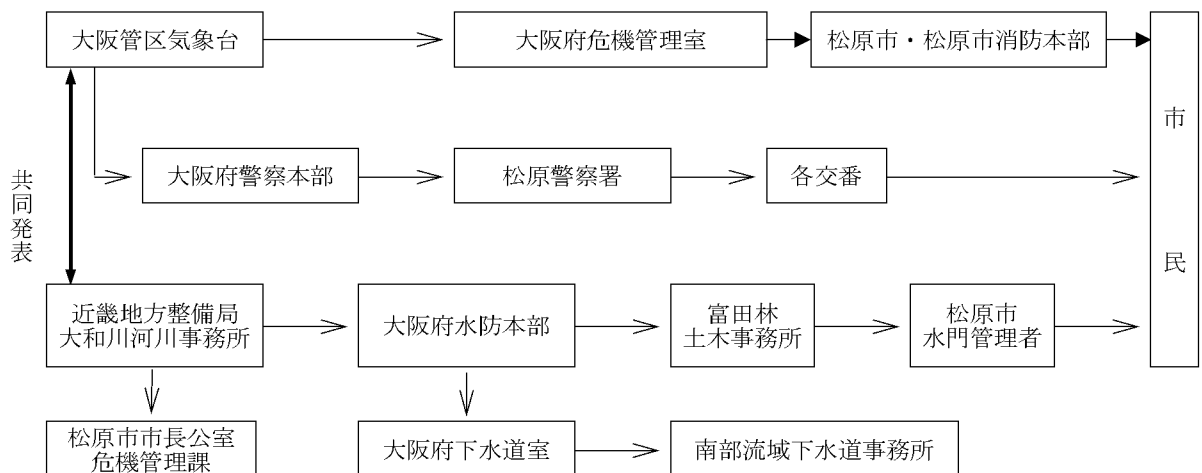 大阪管区気象台
大阪府危機管理室
松原市・松原市消防本部
市民
大阪府警察本部
松原警察署
各交番
共同発表
近畿地方整備局
大和川河川事務所
大阪府水防本部
富田林
土木事務所
松原市
水門管理者
松原市市長公室
危機管理課
大阪府下水道室
南部流域下水道事務所